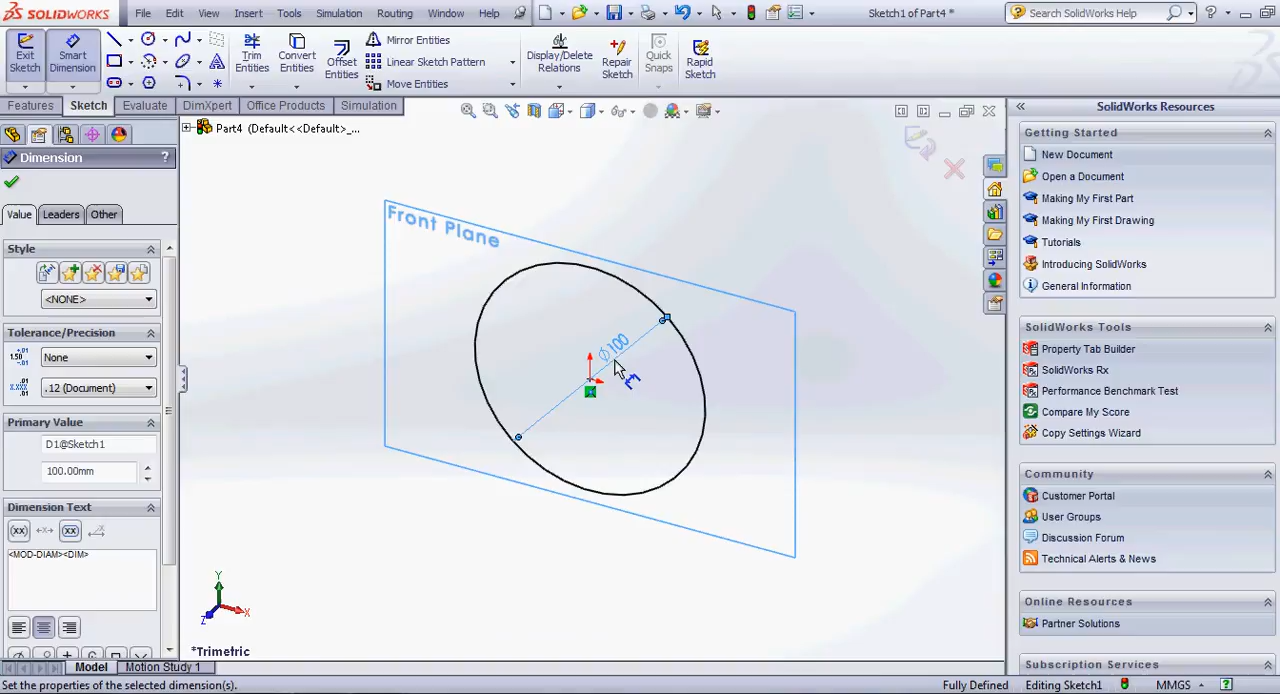 SOLIDWORKS File Edit View Insert Tools Simulation Routing Window Help Sketch1 of Part4 * Search SolidWorks Help
Exit Sketch
Smart Dimension
Trim Entities
Convert Entities
Offset Entities
Mirror Entities
Linear Sketch Pattern
Move Entities
Display/Delete Relations
Repair Sketch
Quick Snaps
Rapid Sketch
Features Sketch Evaluate DimXpert Office Products Simulation
Part4 (Default<<Default>_...
Dimension ?
Value Leaders Other
Style
<NONE>
Tolerance/Precision
None
.12 (Document)
Primary Value
D1@Sketch1
100.00mm
Dimension Text
(xx) xx
<MOD-DIAM><DIM>
Front Plane
Ø100
Y
X
Z
*Trimetric
SolidWorks Resources
Getting Started
New Document
Open a Document
Making My First Part
Making My First Drawing
Tutorials
Introducing SolidWorks
General Information
SolidWorks Tools
Property Tab Builder
SolidWorks Rx
Performance Benchmark Test
Compare My Score
Copy Settings Wizard
Community
Customer Portal
User Groups
Discussion Forum
Technical Alerts & News
Online Resources
Partner Solutions
Subscription Services
Model Motion Study 1
Set the properties of the selected dimension(s). Fully Defined Editing Sketch1 MMGS